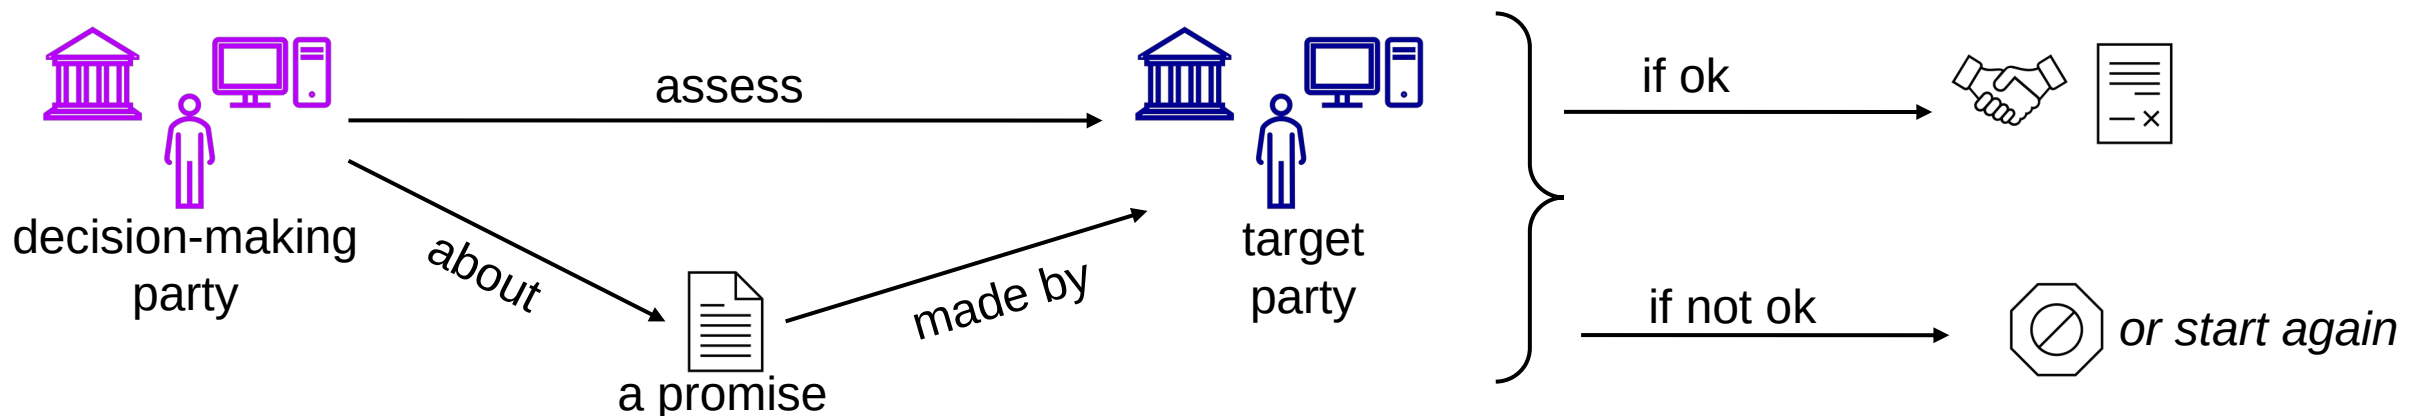 assess
decision-making
party
about
a promise
made by
target
party
if ok
if not ok
or start again